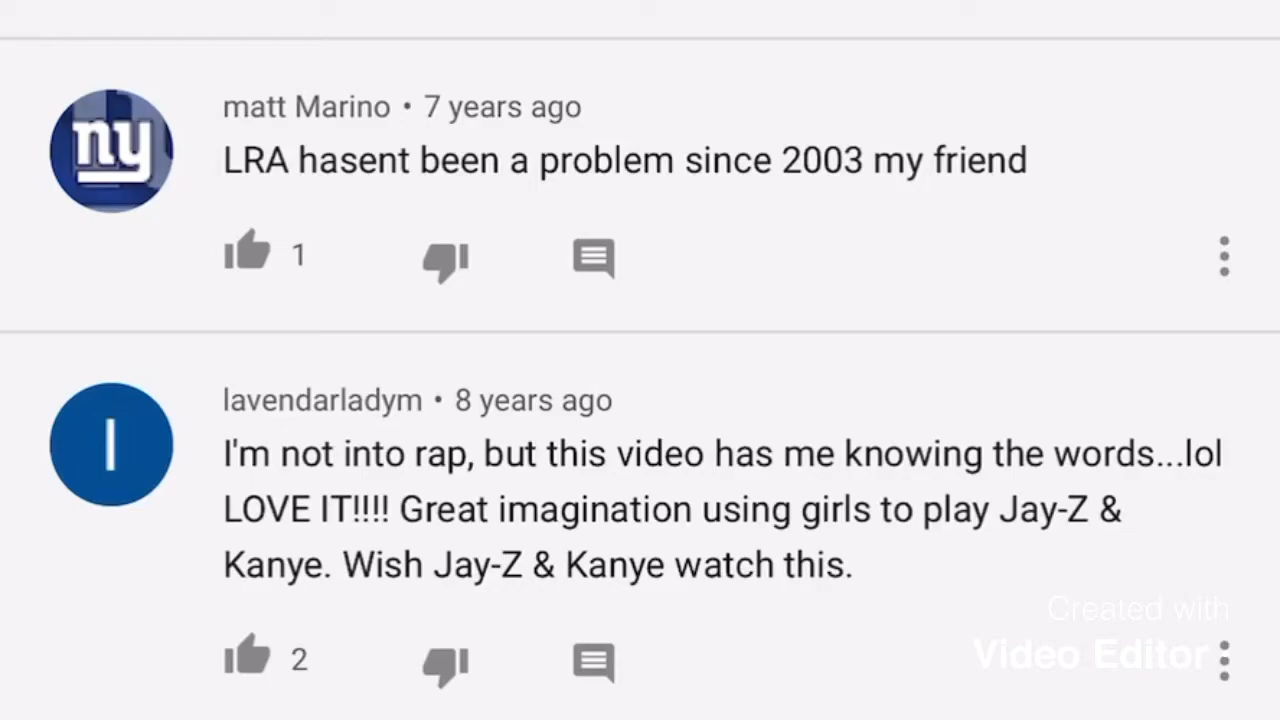 ny
matt Marino • 7 years ago
LRA hasent been a problem since 2003 my friend
1
l
lavendarladym • 8 years ago
I'm not into rap, but this video has me knowing the words...lol
LOVE IT!!!! Great imagination using girls to play Jay-Z &
Kanye. Wish Jay-Z & Kanye watch this.
2
Created with
Video Editor